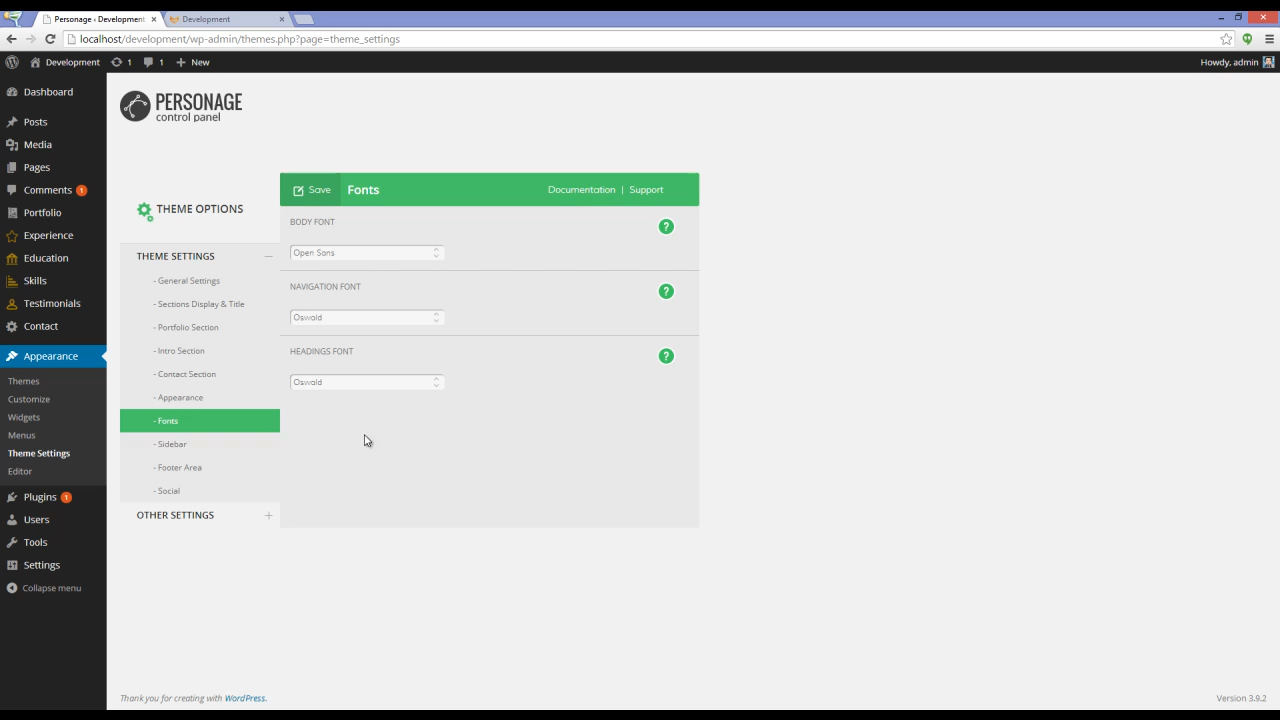 Personage ‹ Development
Development
localhost/development/wp-admin/themes.php?page=theme_settings
Development
1
1
New
Howdy, admin
Dashboard
Posts
Media
Pages
Comments 1
Portfolio
Experience
Education
Skills
Testimonials
Contact
Appearance
Themes
Customize
Widgets
Menus
Theme Settings
Editor
Plugins 1
Users
Tools
Settings
Collapse menu
PERSONAGE
control panel
THEME OPTIONS
THEME SETTINGS
- General Settings
- Sections Display & Title
- Portfolio Section
- Intro Section
- Contact Section
- Appearance
- Fonts
- Sidebar
- Footer Area
- Social
OTHER SETTINGS
Save
Fonts
Documentation | Support
BODY FONT
?
Open Sans
NAVIGATION FONT
?
Oswald
HEADINGS FONT
?
Oswald
Thank you for creating with WordPress.
Version 3.9.2